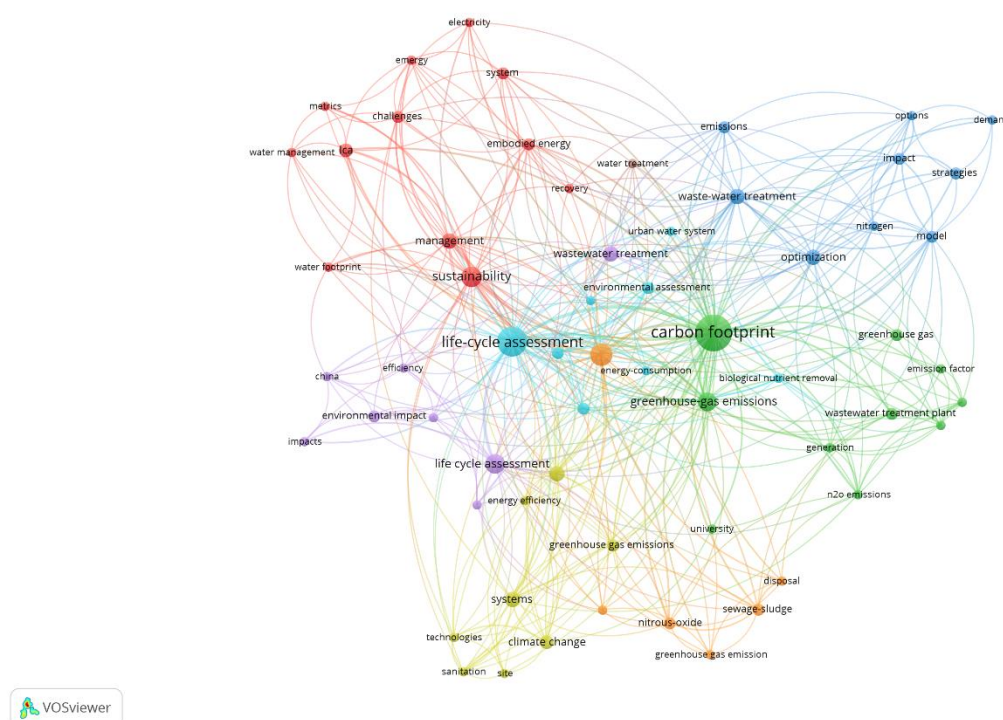 electricity
emergy
system
metrics
challenges
emissions
options
deman
water management
lca
embodied energy
water treatment
impact
strategies
recovery
waste-water treatment
nitrogen
urban water system
model
management
wastewater treatment
optimization
water footprint
sustainability
environmental assessment
carbon footprint
greenhouse gas
life-cycle assessment
efficiency
energy-consumption
emission factor
china
biological nutrient removal
greenhouse-gas emissions
environmental impact
wastewater treatment plant
impacts
generation
life cycle assessment
n2o emissions
energy efficiency
university
greenhouse gas emissions
disposal
systems
sewage-sludge
nitrous-oxide
technologies
climate change
greenhouse gas emission
sanitation
site
VOSviewer